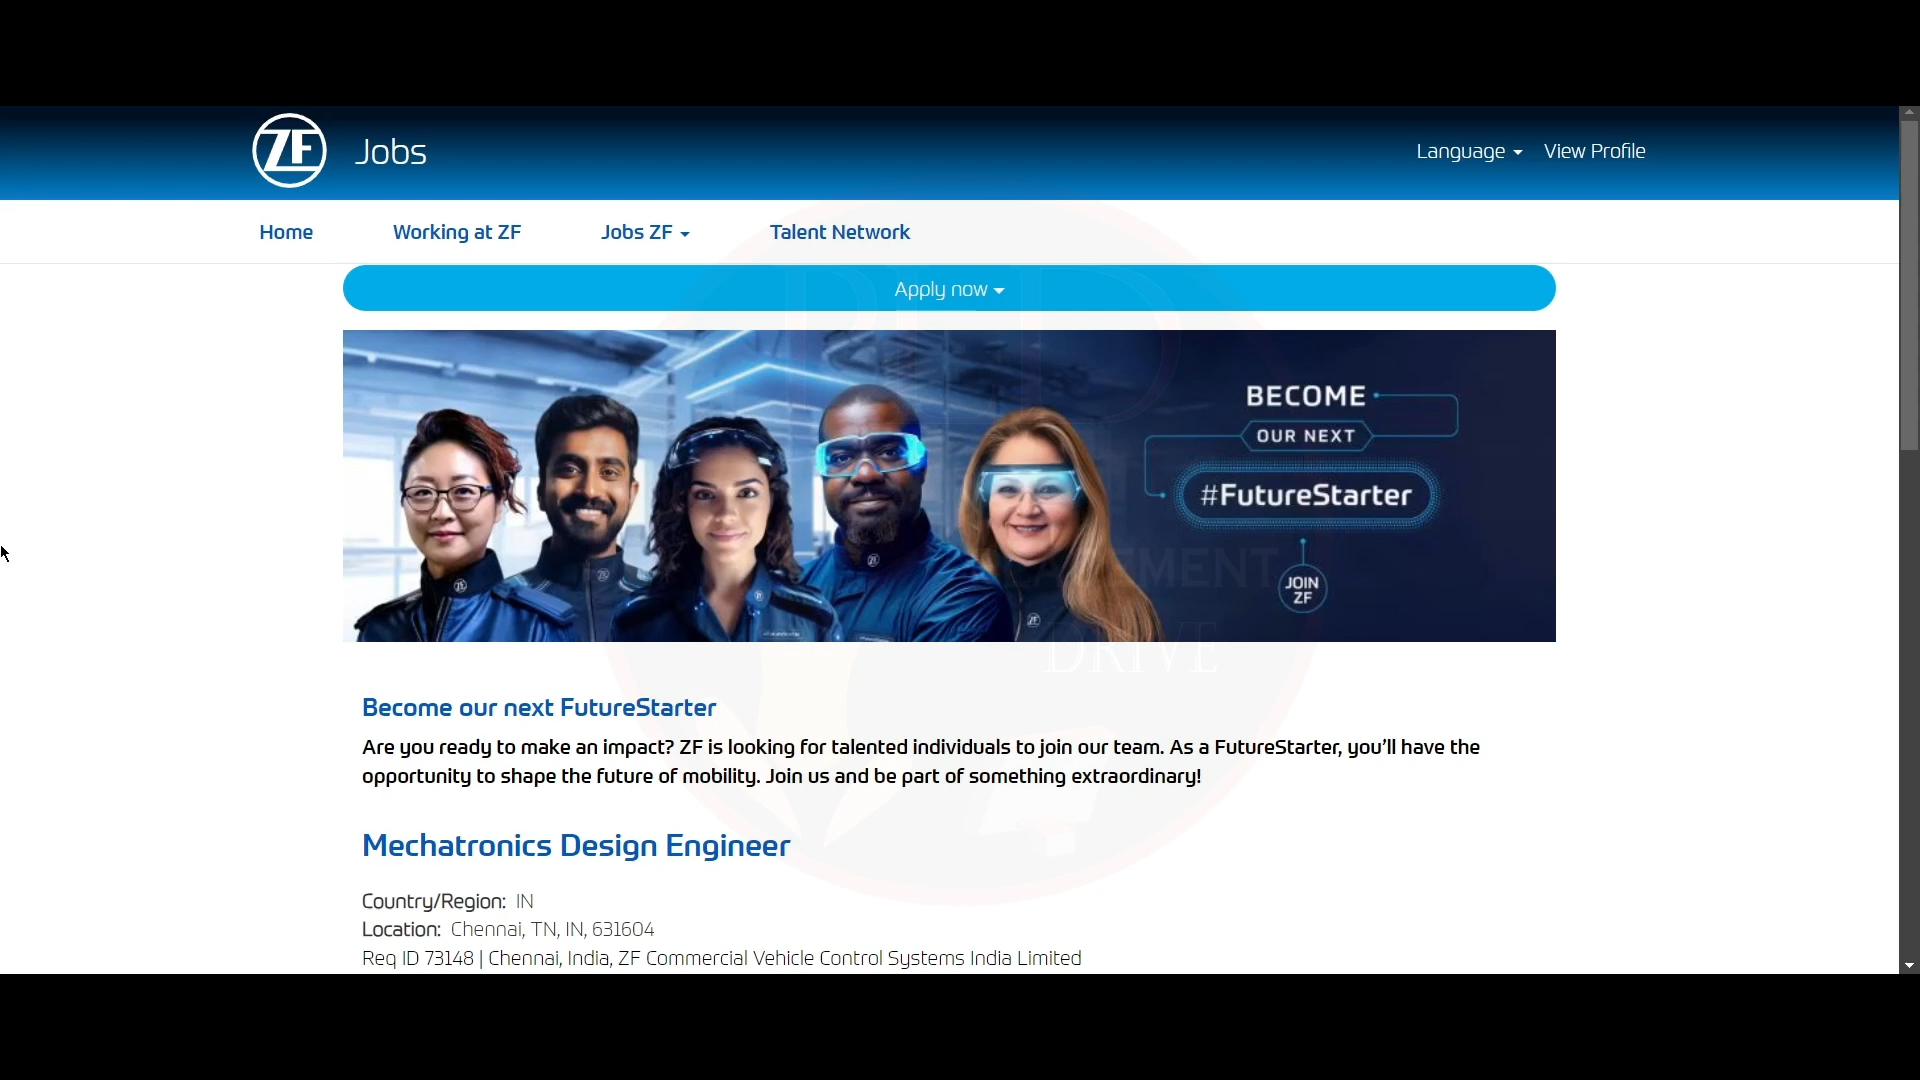 ZF Jobs
Language View Profile
Home Working at ZF Jobs ZF Talent Network
Apply now
BECOME
OUR NEXT
#FutureStarter
JOIN
ZF
DRIVE
Become our next FutureStarter
Are you ready to make an impact? ZF is looking for talented individuals to join our team. As a FutureStarter, you’ll have the
opportunity to shape the future of mobility. Join us and be part of something extraordinary!
Mechatronics Design Engineer
Country/Region: IN
Location: Chennai, TN, IN, 631604
Req ID 73148 | Chennai, India, ZF Commercial Vehicle Control Systems India Limited